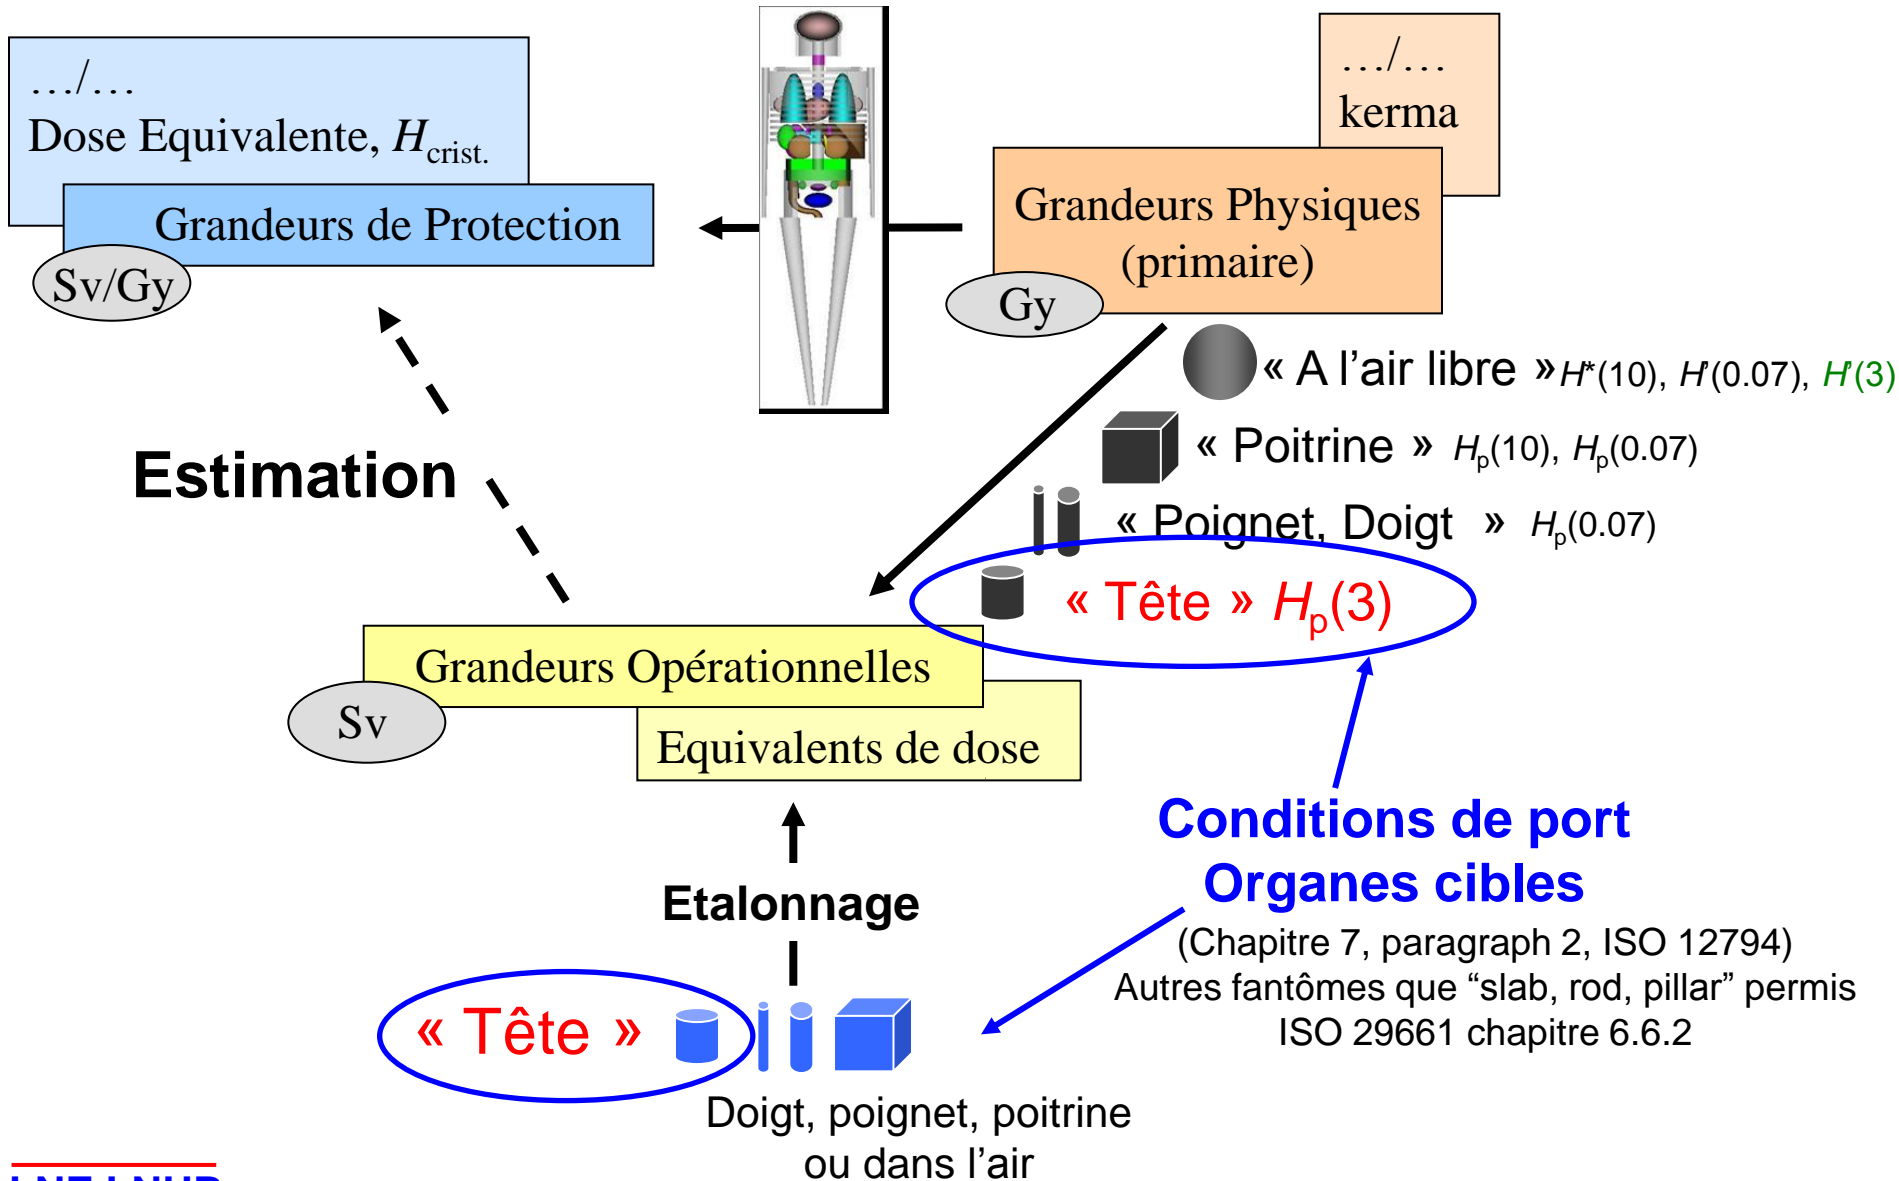 …/…
Dose Equivalente, Hcrist.
Grandeurs de Protection
Sv/Gy
…/…
kerma
Grandeurs Physiques
(primaire)
Gy
« A l’air libre » H*(10), H’(0.07), H’(3)
« Poitrine » Hp(10), Hp(0.07)
« Poignet, Doigt » Hp(0.07)
« Tête » Hp(3)
Estimation
Grandeurs Opérationnelles
Sv
Equivalents de dose
Conditions de port
Organes cibles
(Chapitre 7, paragraph 2, ISO 12794)
Autres fantômes que “slab, rod, pillar” permis
ISO 29661 chapitre 6.6.2
Etalonnage
« Tête »
Doigt, poignet, poitrine
ou dans l’air